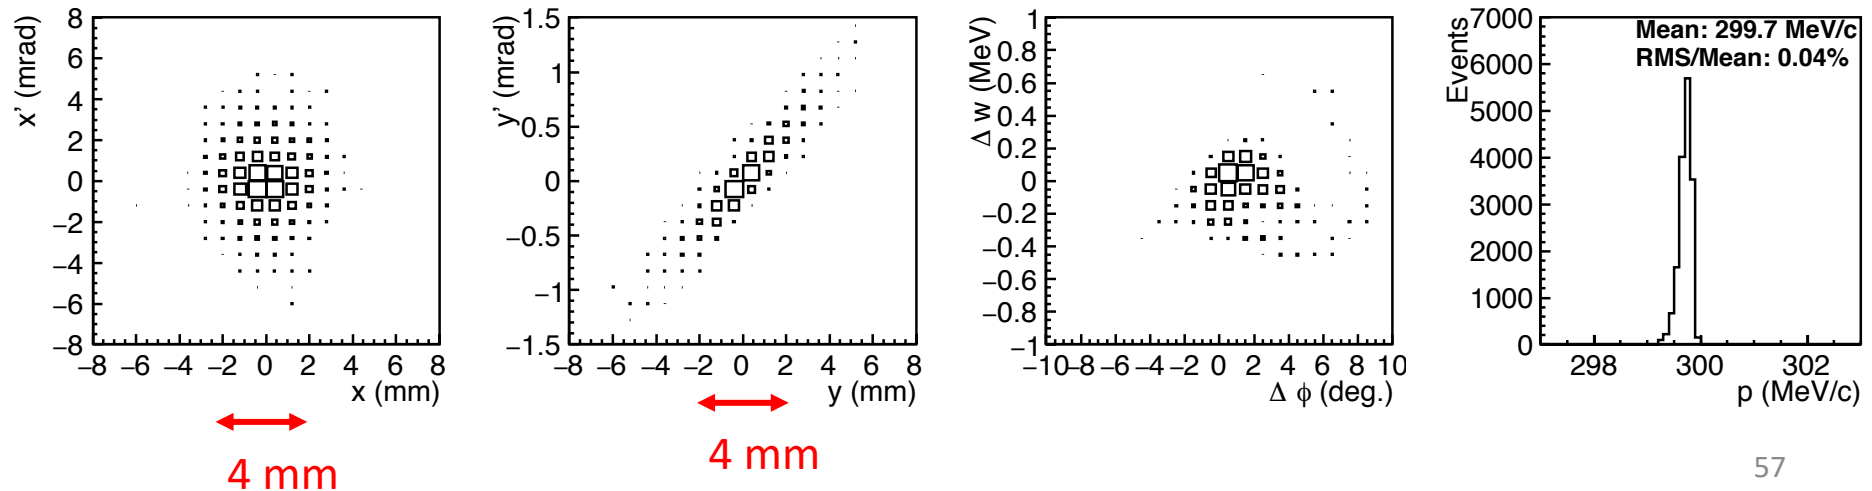 x' (mrad)
8
6
4
2
0
−2
−4
−6
−8
−8 −6 −4 −2 0 2 4 6 8
x (mm)
4 mm
y' (mrad)
1.5
1
0.5
0
−0.5
−1
−1.5
−8 −6 −4 −2 0 2 4 6 8
y (mm)
4 mm
Δ w (MeV)
1
0.8
0.6
0.4
0.2
0
−0.2
−0.4
−0.6
−0.8
−1
−10 −8 −6 −4 −2 0 2 4 6 8 10
Δ ϕ (deg.)
Events
7000
6000
5000
4000
3000
2000
1000
0
Mean: 299.7 MeV/c
RMS/Mean: 0.04%
298 300 302
p (MeV/c)
57